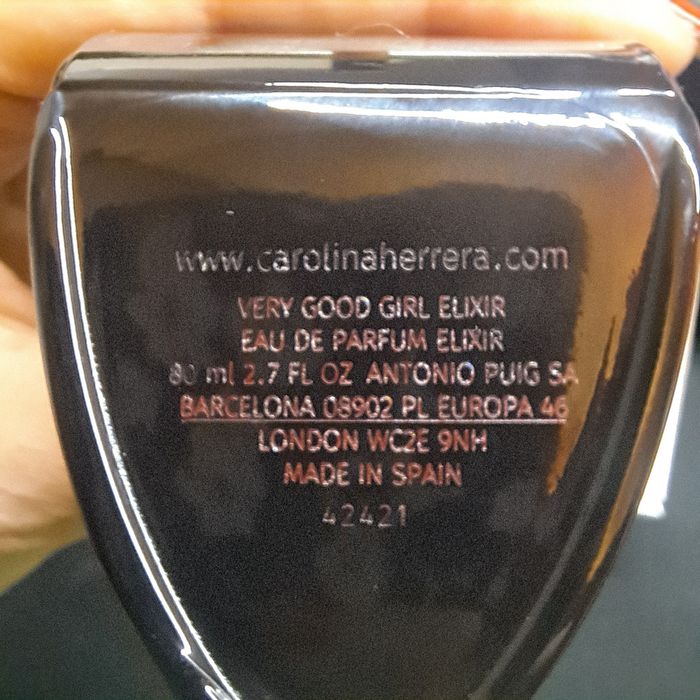 www.carolinaherrera.com
VERY GOOD GIRL ELIXIR
EAU DE PARFUM ELIXIR
80 ml 2.7 FL OZ ANTONIO PUIG SA
BARCELONA 08902 PL EUROPA 46
LONDON WC2E 9NH
MADE IN SPAIN
42421